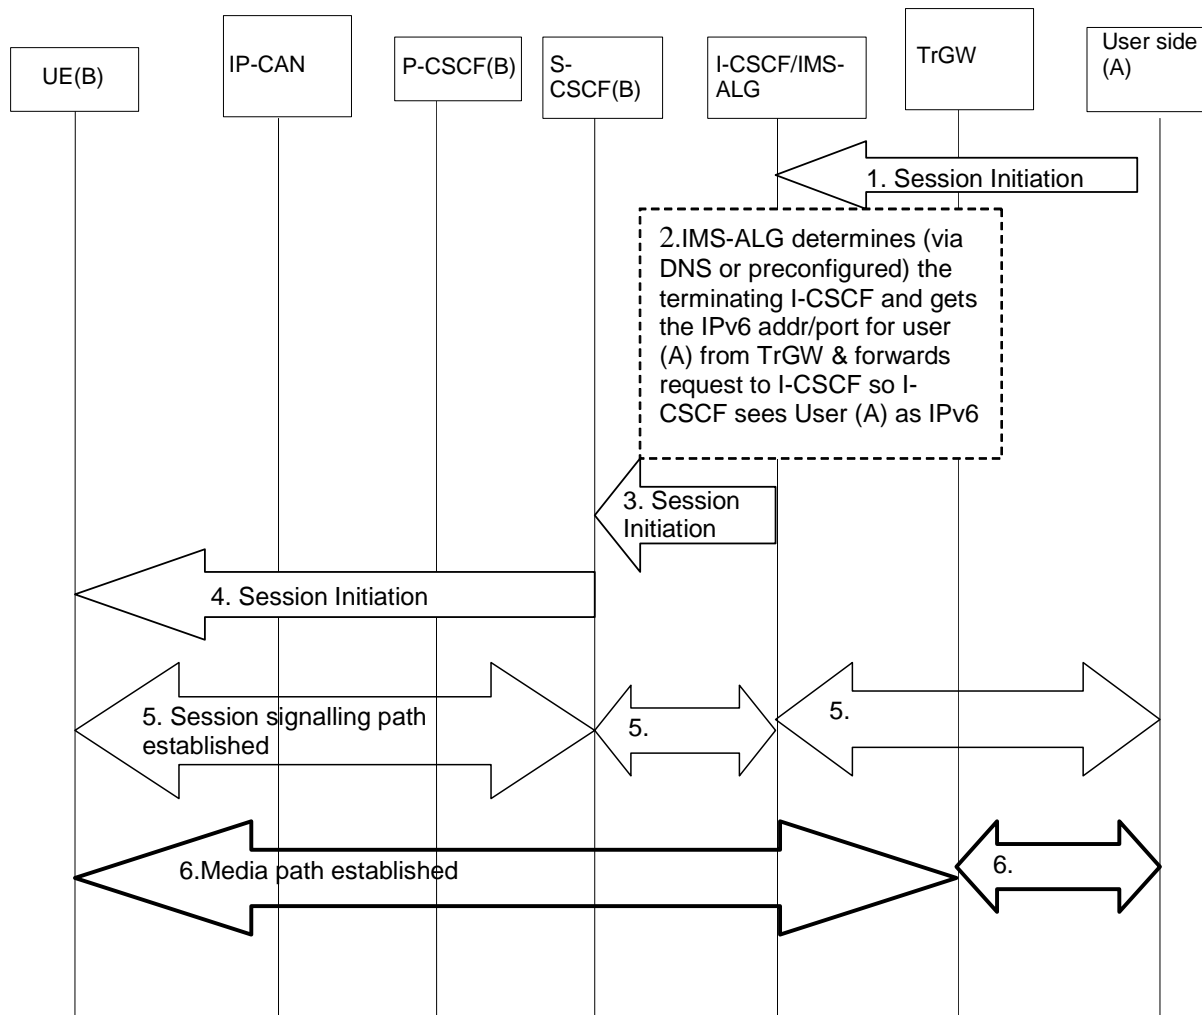 UE(B)
IP-CAN
P-CSCF(B)
S-
CSCF(B)
I-CSCF/IMS-
ALG
TrGW
User side
(A)
1. Session Initiation
2.IMS-ALG determines (via
DNS or preconfigured) the
terminating I-CSCF and gets
the IPv6 addr/port for user
(A) from TrGW & forwards
request to I-CSCF so I-
CSCF sees User (A) as IPv6
3. Session
Initiation
4. Session Initiation
5. Session signalling path
established
5.
5.
6.Media path established
6.